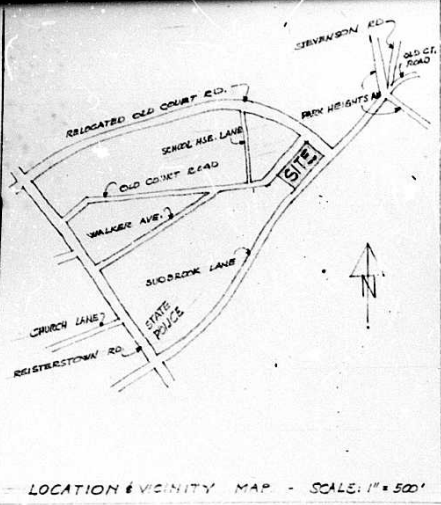 STEVENSON RD.
OLD CT.
ROAD
RELOCATED OLD COURT RD.
PARK HEIGHTS AV
SCHOOL HSE. LANE
SITE
OLD COURT ROAD
WALKER AVE.
SUDBROOK LANE
N
STATE
POLICE
CHURCH LANE
REISTERSTOWN RD.
LOCATION & VICINITY MAP - SCALE: 1" = 500'